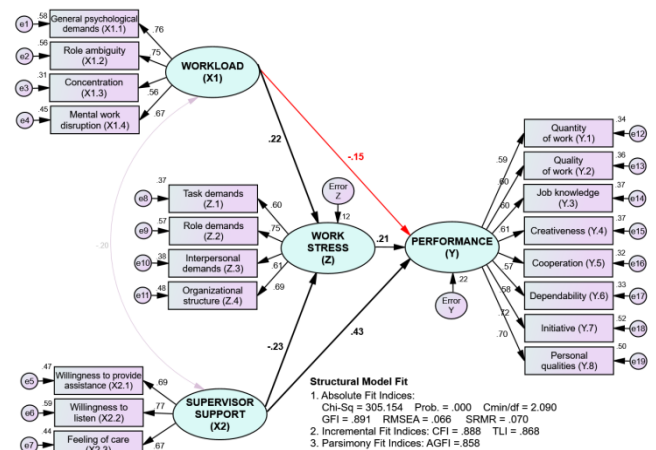 .58
e1
General psychological
demands (X1.1)
.76
.56
e2
Role ambiguity
(X1.2)
.75
.31
e3
Concentration
(X1.3)
.56
.45
e4
Mental work
disruption (X1.4)
.67
WORKLOAD
(X1)
.22
-.15
-.20
.37
e8
Task demands
(Z.1)
.60
.57
e9
Role demands
(Z.2)
.75
.38
e10
Interpersonal
demands (Z.3)
.61
.48
e11
Organizational
structure (Z.4)
.69
Error
Z
.12
WORK
STRESS
(Z)
.21
PERFORMANCE
(Y)
.22
Error
Y
-.23
.43
.59
Quantity
of work (Y.1)
.34
e12
.60
Quality
of work (Y.2)
.36
e13
.60
Job knowledge
(Y.3)
.37
e14
.61
Creativeness (Y.4)
.37
e15
.57
Cooperation (Y.5)
.32
e16
.58
Dependability (Y.6)
.33
e17
.72
Initiative (Y.7)
.52
e18
.70
Personal
qualities (Y.8)
.50
e19
.47
e5
Willingness to provide
assistance (X2.1)
.69
.59
e6
Willingness to
listen (X2.2)
.77
.44
e7
Feeling of care
(X2.3)
.67
SUPERVISOR
SUPPORT
(X2)
Structural Model Fit
1. Absolute Fit Indices:
Chi-Sq = 305.154 Prob. = .000 Cmin/df = 2.090
GFI = .891 RMSEA = .066 SRMR = .070
2. Incremental Fit Indices: CFI = .888 TLI = .868
3. Parsimony Fit Indices: AGFI =.858